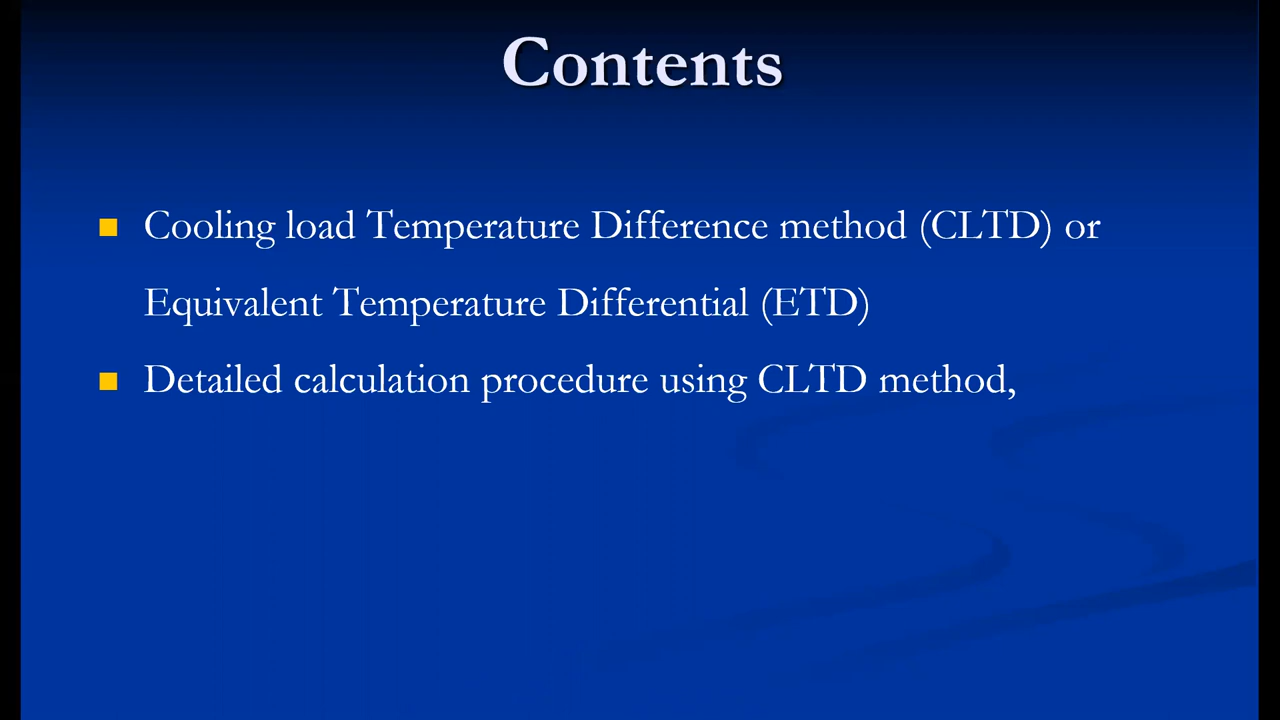 Contents
Cooling load Temperature Difference method (CLTD) or
Equivalent Temperature Differential (ETD)
Detailed calculation procedure using CLTD method,